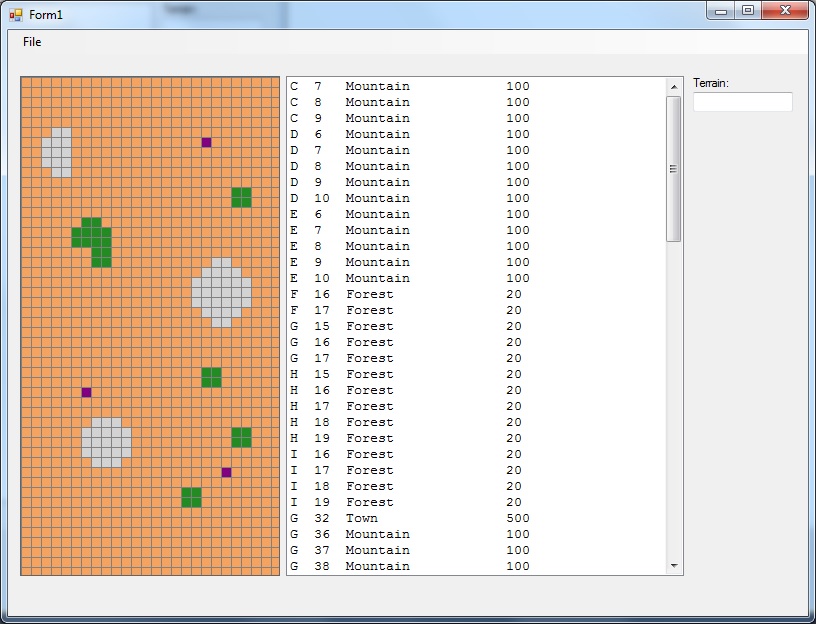 Form1
File
Terrain:
C 7 Mountain 100
C 8 Mountain 100
C 9 Mountain 100
D 6 Mountain 100
D 7 Mountain 100
D 8 Mountain 100
D 9 Mountain 100
D 10 Mountain 100
E 6 Mountain 100
E 7 Mountain 100
E 8 Mountain 100
E 9 Mountain 100
E 10 Mountain 100
F 16 Forest 20
F 17 Forest 20
G 15 Forest 20
G 16 Forest 20
G 17 Forest 20
H 15 Forest 20
H 16 Forest 20
H 17 Forest 20
H 18 Forest 20
H 19 Forest 20
I 16 Forest 20
I 17 Forest 20
I 18 Forest 20
I 19 Forest 20
G 32 Town 500
G 36 Mountain 100
G 37 Mountain 100
G 38 Mountain 100